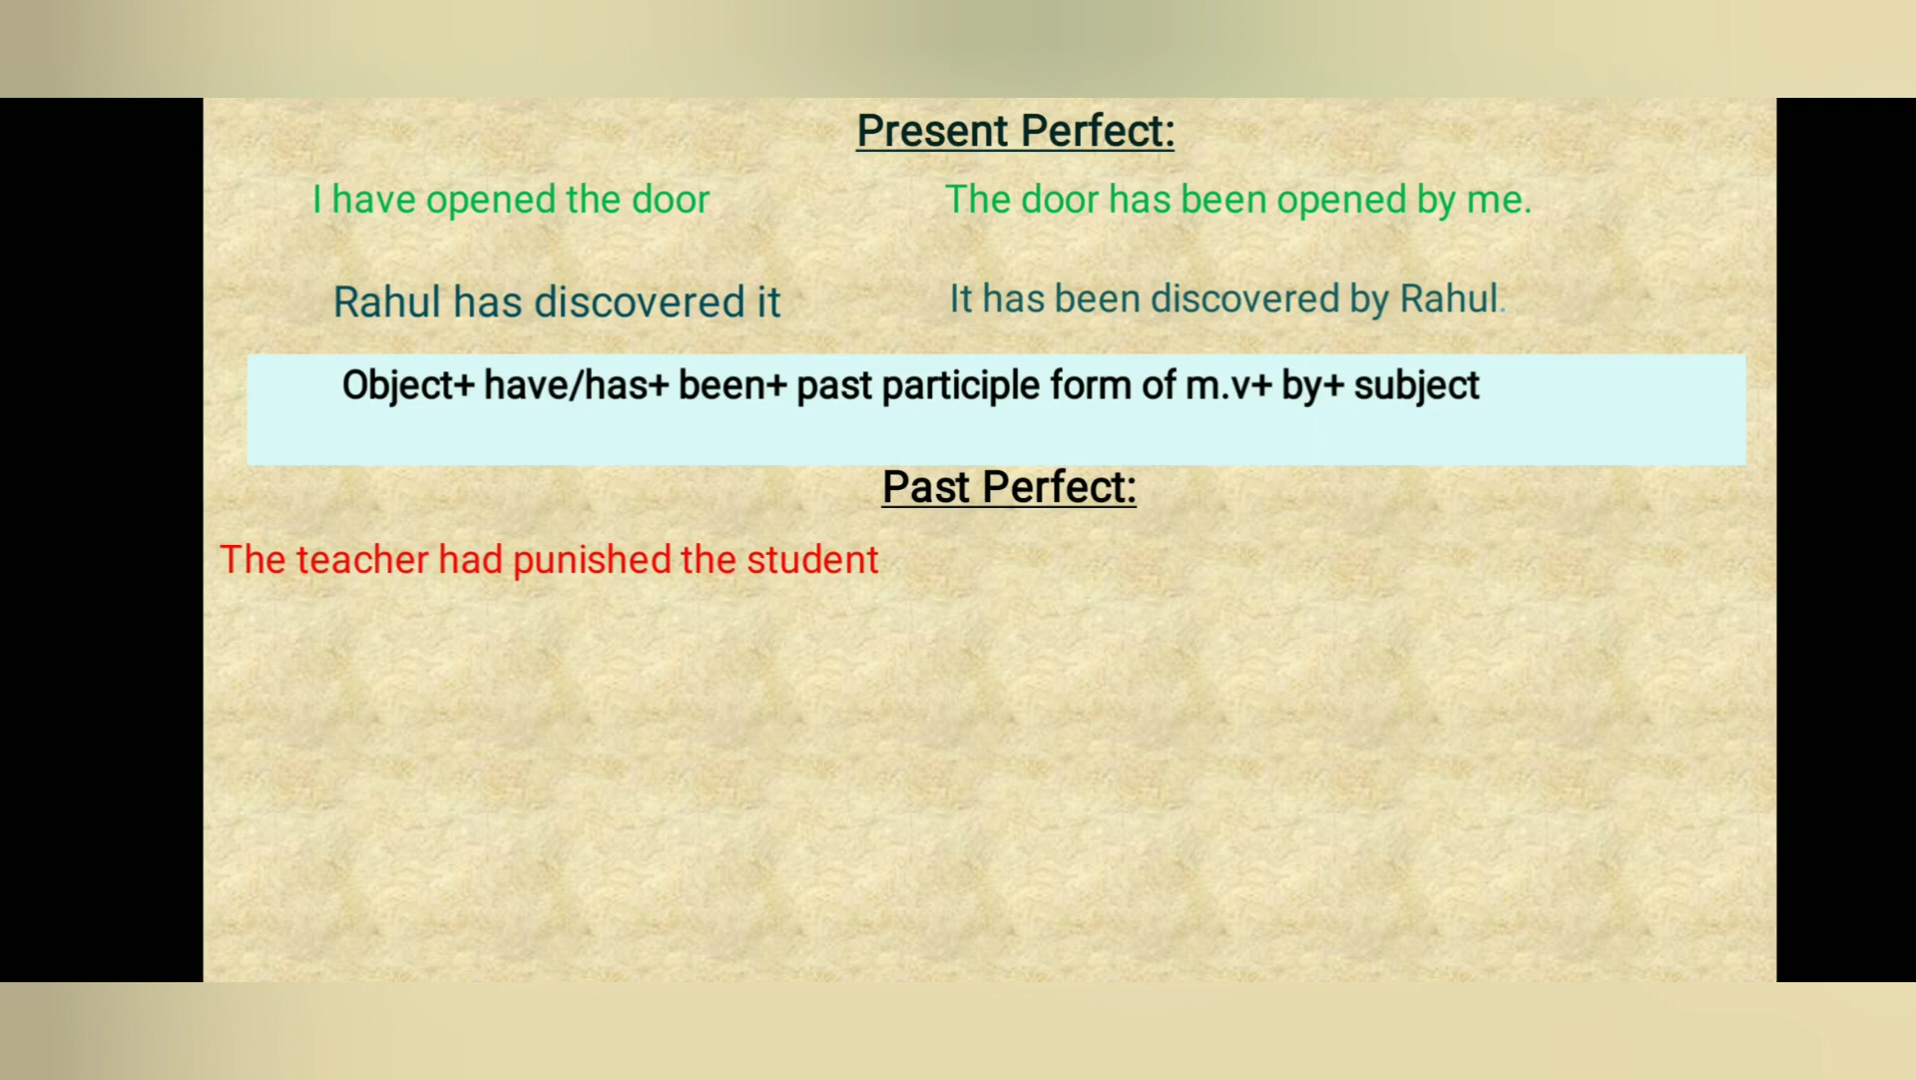 Present Perfect:
I have opened the door The door has been opened by me.
Rahul has discovered it It has been discovered by Rahul.
Object+ have/has+ been+ past participle form of m.v+ by+ subject
Past Perfect:
The teacher had punished the student